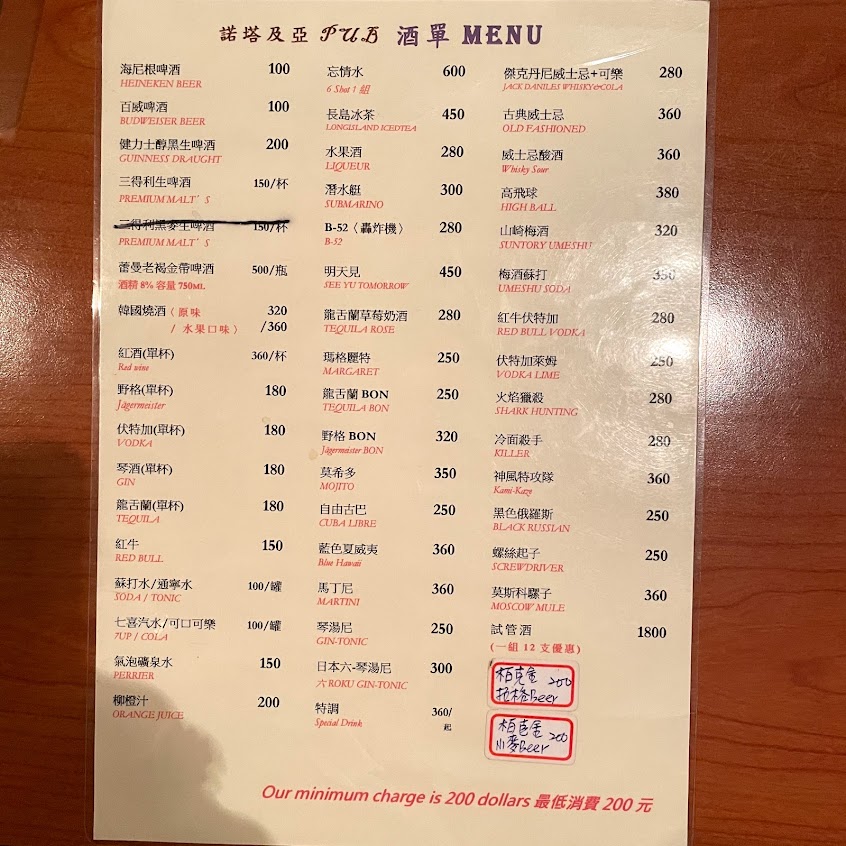 諾塔及亞 PUB 酒單 MENU
海尼根啤酒 100
HEINEKEN BEER
百威啤酒 100
BUDWEISER BEER
健力士醇黑生啤酒 200
GUINNESS DRAUGHT
三得利生啤酒 150/杯
PREMIUM MALT'S
三得利黑麥生啤酒 150/杯
PREMIUM MALT'S
蕾曼老褐金帶啤酒 500/瓶
酒精 8% 容量 750ML
韓國燒酒（原味 320
/ 水果口味） /360
紅酒(單杯) 360/杯
Red wine
野格(單杯) 180
Jägermeister
伏特加(單杯) 180
VODKA
琴酒(單杯) 180
GIN
龍舌蘭(單杯) 180
TEQUILA
紅牛 150
RED BULL
蘇打水/通寧水 100/罐
SODA / TONIC
七喜汽水/可口可樂 100/罐
7UP / COLA
氣泡礦泉水 150
PERRIER
柳橙汁 200
ORANGE JUICE
忘情水 600
6 Shot 1 組
長島冰茶 450
LONGISLAND ICEDTEA
水果酒 280
LIQUEUR
潛水艇 300
SUBMARINO
B-52〈轟炸機〉 280
B-52
明天見 450
SEE YU TOMORROW
龍舌蘭草莓奶酒 280
TEQUILA ROSE
瑪格麗特 250
MARGARET
龍舌蘭 BON 250
TEQUILA BON
野格 BON 320
Jägermeister BON
莫希多 350
MOJITO
自由古巴 250
CUBA LIBRE
藍色夏威夷 360
Blue Hawaii
馬丁尼 360
MARTINI
琴湯尼 250
GIN-TONIC
日本六-琴湯尼 300
六 ROKU GIN-TONIC
特調 360/
Special Drink 起
傑克丹尼威士忌+可樂 280
JACK DANILES WHISKY&COLA
古典威士忌 360
OLD FASHIONED
威士忌酸酒 360
Whisky Sour
高飛球 380
HIGH BALL
山崎梅酒 320
SUNTORY UMESHU
梅酒蘇打 350
UMESHU SODA
紅牛伏特加 280
RED BULL VODKA
伏特加萊姆 250
VODKA LIME
火焰獵殺 280
SHARK HUNTING
冷面殺手 280
KILLER
神風特攻隊 360
Kami-Kaze
黑色俄羅斯 250
BLACK RUSSIAN
螺絲起子 250
SCREWDRIVER
莫斯科騾子 360
MOSCOW MULE
試管酒 1800
(一組 12 支優惠)
柏克金 200
拉格Beer
柏克金 200
小麥Beer
Our minimum charge is 200 dollars 最低消費 200 元